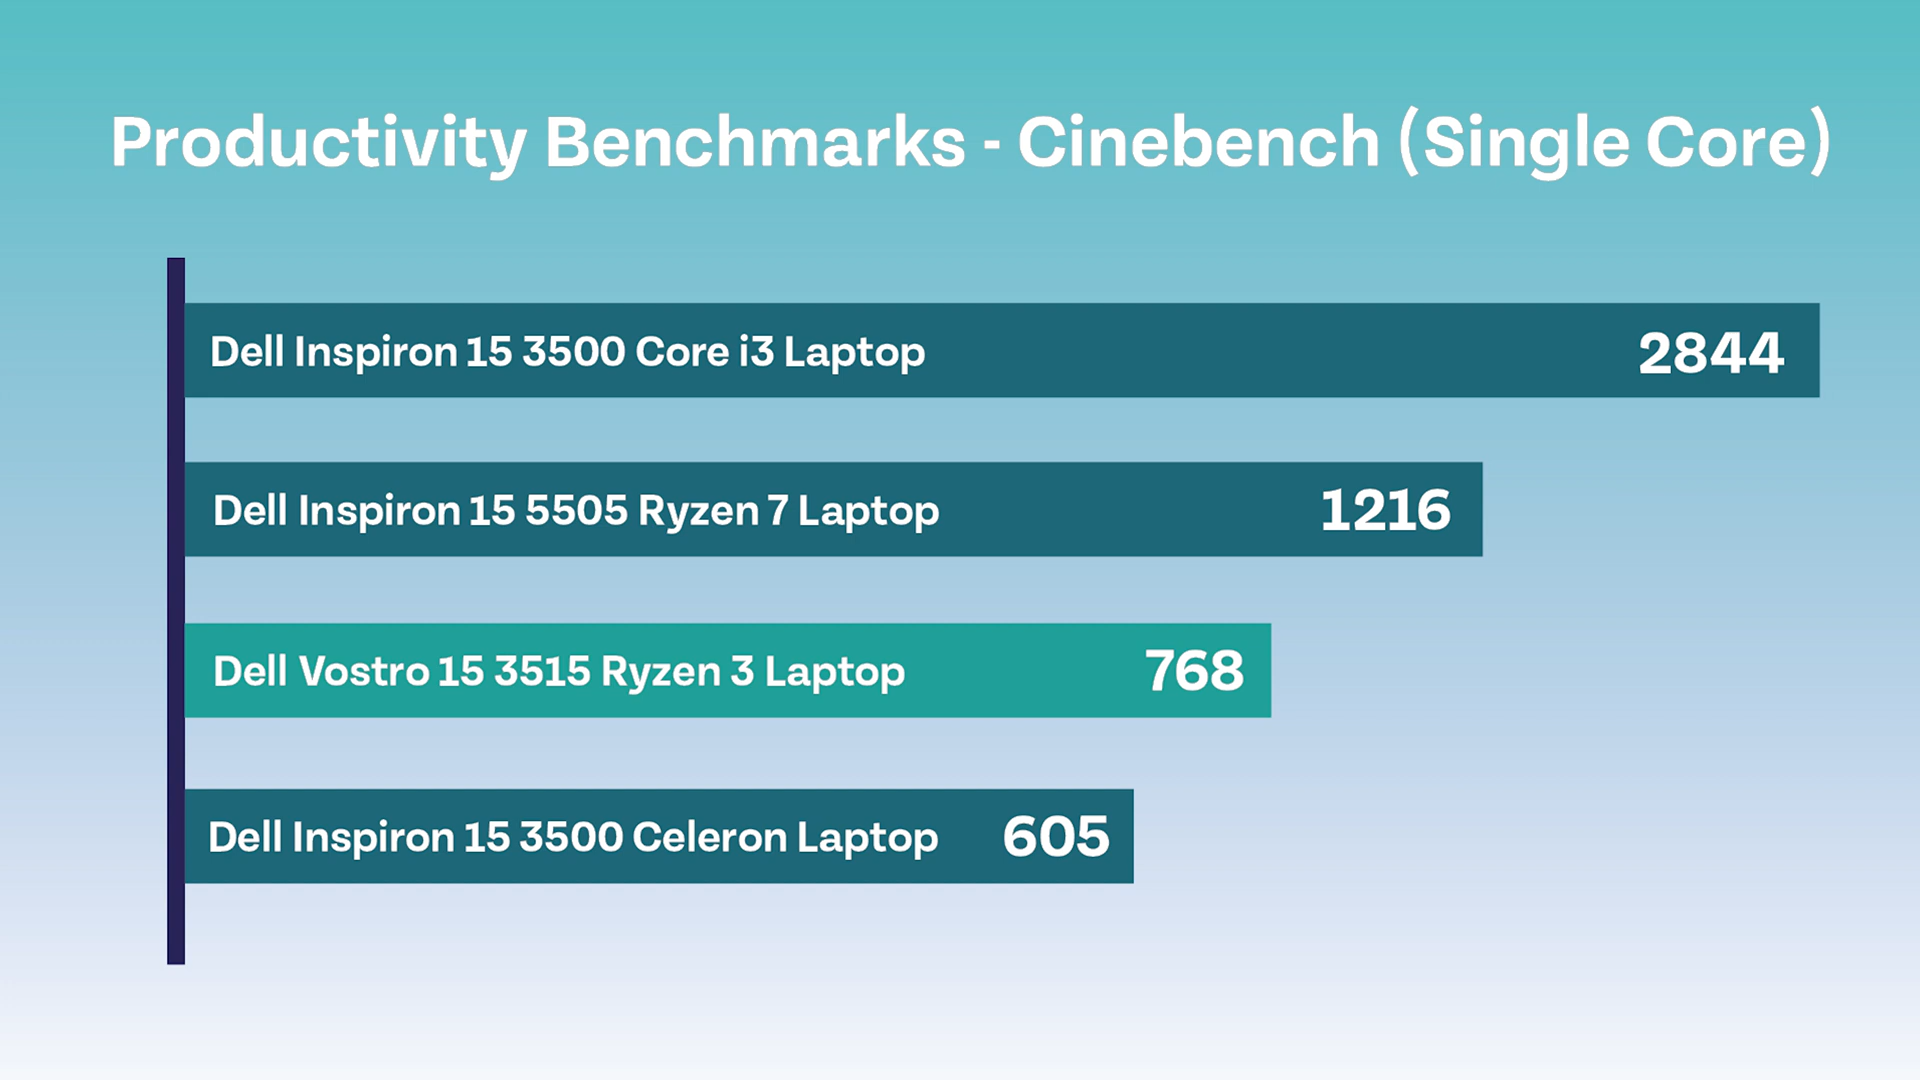 Productivity Benchmarks - Cinebench (Single Core)
Dell Inspiron 15 3500 Core i3 Laptop 2844
Dell Inspiron 15 5505 Ryzen 7 Laptop 1216
Dell Vostro 15 3515 Ryzen 3 Laptop 768
Dell Inspiron 15 3500 Celeron Laptop 605